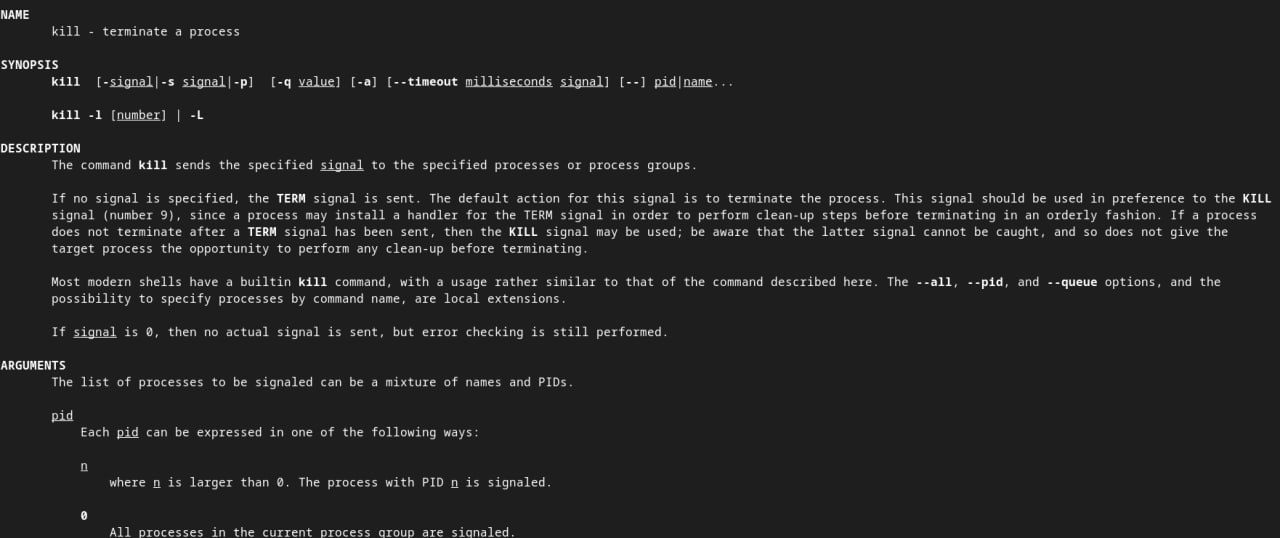 NAME
kill - terminate a process
SYNOPSIS
kill [-signal|-s signal|-p] [-q value] [-a] [--timeout milliseconds signal] [--] pid|name...
kill -l [number] | -L
DESCRIPTION
The command kill sends the specified signal to the specified processes or process groups.
If no signal is specified, the TERM signal is sent. The default action for this signal is to terminate the process. This signal should be used in preference to the KILL
signal (number 9), since a process may install a handler for the TERM signal in order to perform clean-up steps before terminating in an orderly fashion. If a process
does not terminate after a TERM signal has been sent, then the KILL signal may be used; be aware that the latter signal cannot be caught, and so does not give the
target process the opportunity to perform any clean-up before terminating.
Most modern shells have a builtin kill command, with a usage rather similar to that of the command described here. The --all, --pid, and --queue options, and the
possibility to specify processes by command name, are local extensions.
If signal is 0, then no actual signal is sent, but error checking is still performed.
ARGUMENTS
The list of processes to be signaled can be a mixture of names and PIDs.
pid
Each pid can be expressed in one of the following ways:
n
where n is larger than 0. The process with PID n is signaled.
0
All processes in the current process group are signaled.